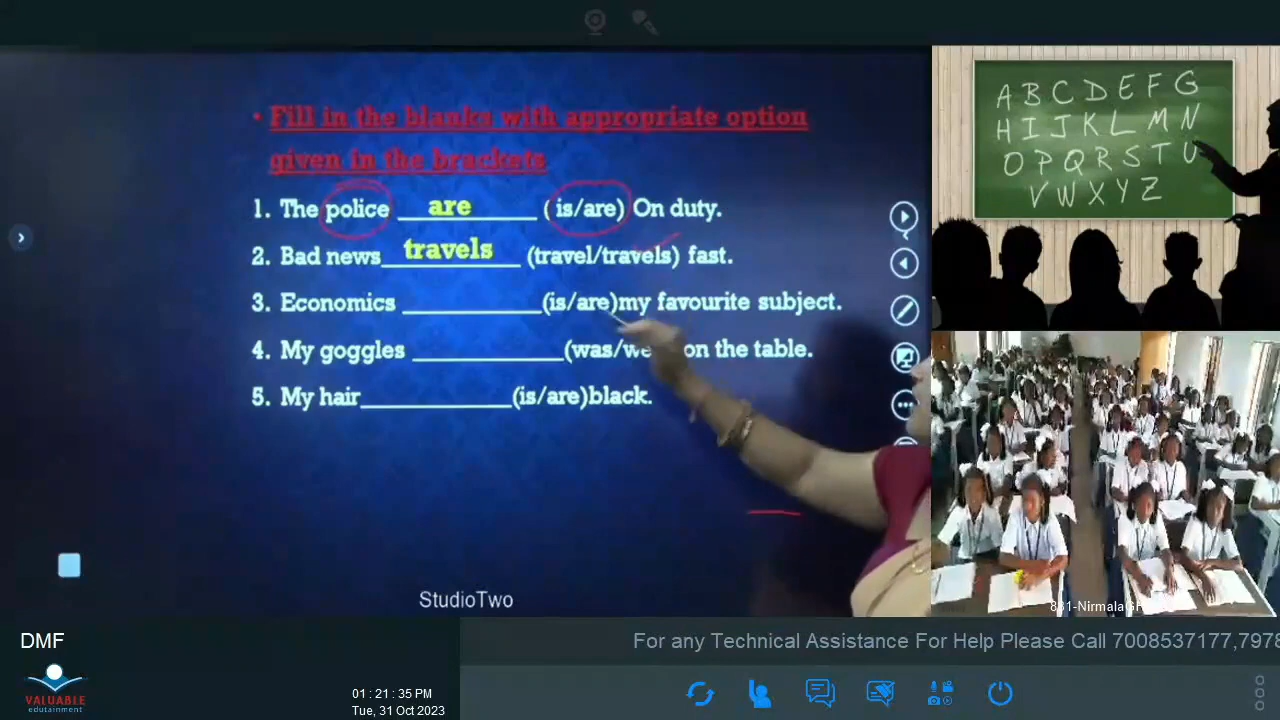 • Fill in the blanks with appropriate option
given in the brackets
1. The police are ( is/are) On duty.
2. Bad news travels (travel/travels) fast.
3. Economics (is/are)my favourite subject.
4. My goggles (was/we on the table.
5. My hair (is/are)black.
StudioTwo
A B C D E F G
H I J K L M N
O P Q R S T U
V W X Y Z
DMF
VALUABLE
edutainment
01 : 21 : 35 PM
Tue, 31 Oct 2023
For any Technical Assistance For Help Please Call 7008537177,7978